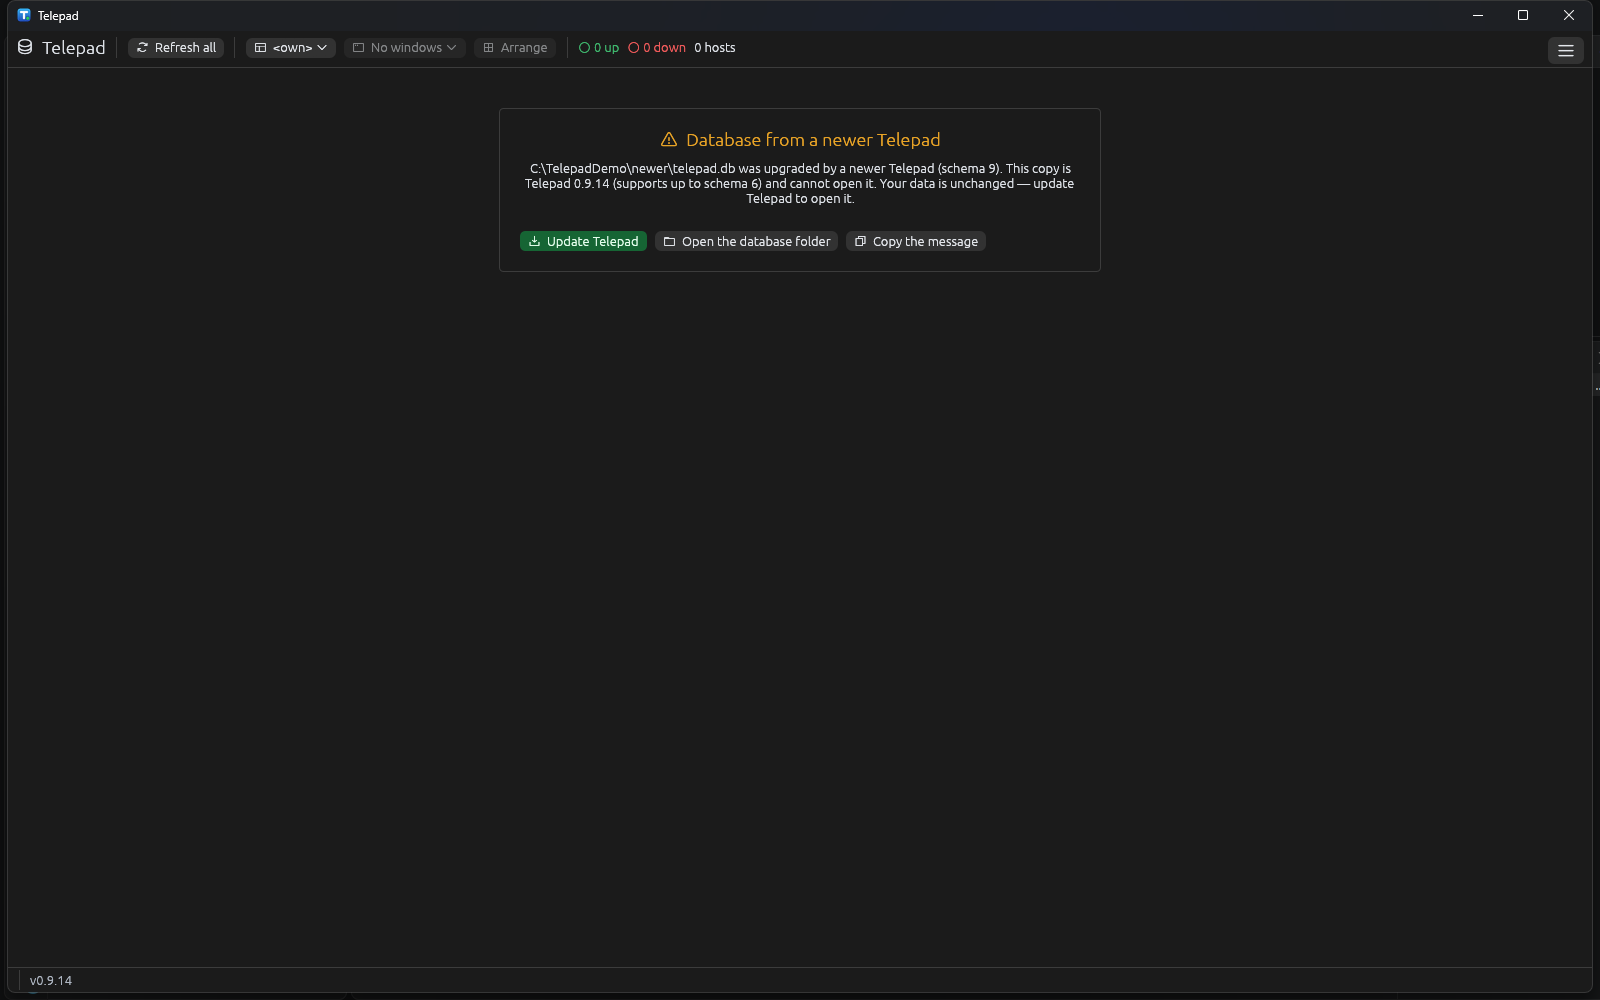 Telepad
Telepad Refresh all <own> No windows Arrange 0 up 0 down 0 hosts
Database from a newer Telepad
C:\TelepadDemo\newer\telepad.db was upgraded by a newer Telepad (schema 9). This copy is
Telepad 0.9.14 (supports up to schema 6) and cannot open it. Your data is unchanged — update
Telepad to open it.
Update Telepad Open the database folder Copy the message
v0.9.14